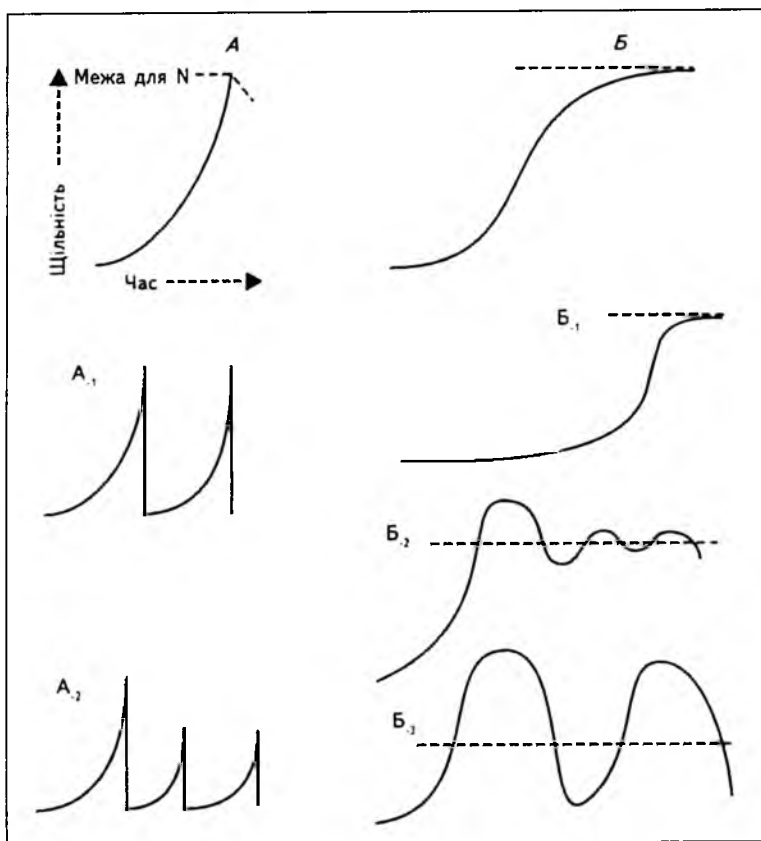 А
Б
Межа для N
Щільність
Час
Б-1
А-1
Б-2
А-2
Б-3